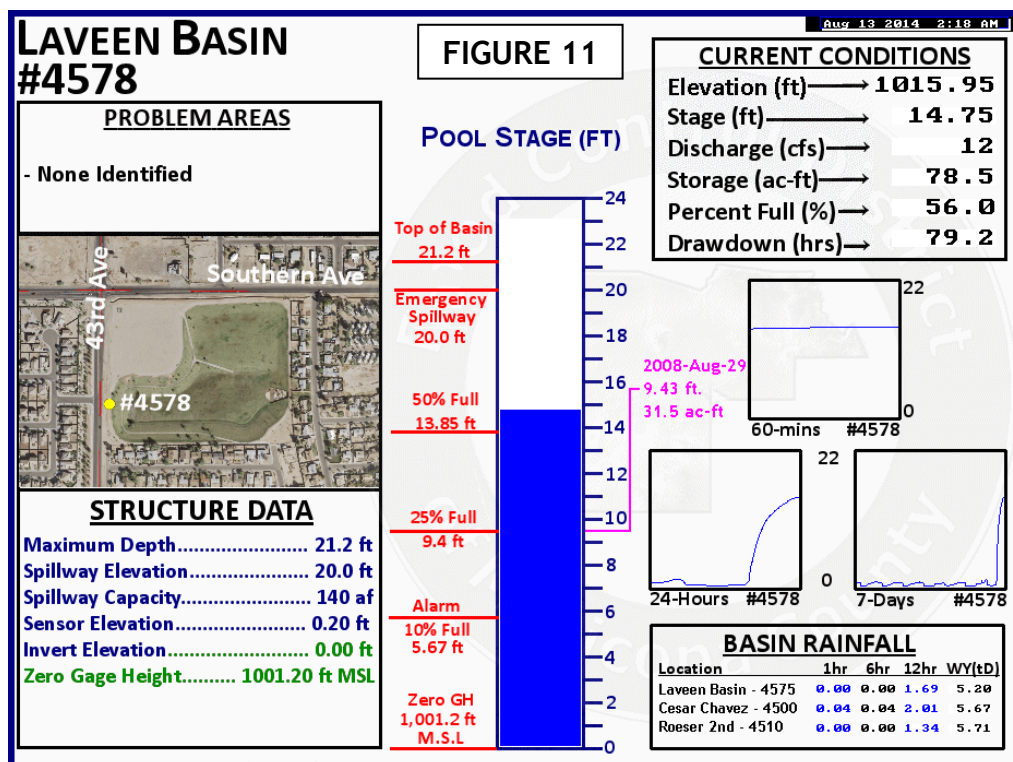 LAVEEN BASIN
#4578
FIGURE 11
Aug 13 2014 2:18 AM
PROBLEM AREAS
- None Identified
43rd Ave
Southern Ave
#4578
STRUCTURE DATA
Maximum Depth............................ 21.2 ft
Spillway Elevation.......................... 20.0 ft
Spillway Capacity............................ 140 af
Sensor Elevation............................. 0.20 ft
Invert Elevation............................... 0.00 ft
Zero Gage Height.......... 1001.20 ft MSL
POOL STAGE (FT)
24
22
20
18
16
14
12
10
8
6
4
2
0
Top of Basin
21.2 ft
Emergency
Spillway
20.0 ft
50% Full
13.85 ft
25% Full
9.4 ft
Alarm
10% Full
5.67 ft
Zero GH
1,001.2 ft
M.S.L
2008-Aug-29
9.43 ft.
31.5 ac-ft
CURRENT CONDITIONS
Elevation (ft) 1015.95
Stage (ft) 14.75
Discharge (cfs) 12
Storage (ac-ft) 78.5
Percent Full (%) 56.0
Drawdown (hrs) 79.2
22
0
60-mins #4578
22
0
24-Hours #4578
7-Days #4578
BASIN RAINFALL
Location 1hr 6hr 12hr WY(tD)
Laveen Basin - 4575 0.00 0.00 1.69 5.20
Cesar Chavez - 4500 0.04 0.04 2.01 5.67
Roeser 2nd - 4510 0.00 0.00 1.34 5.71